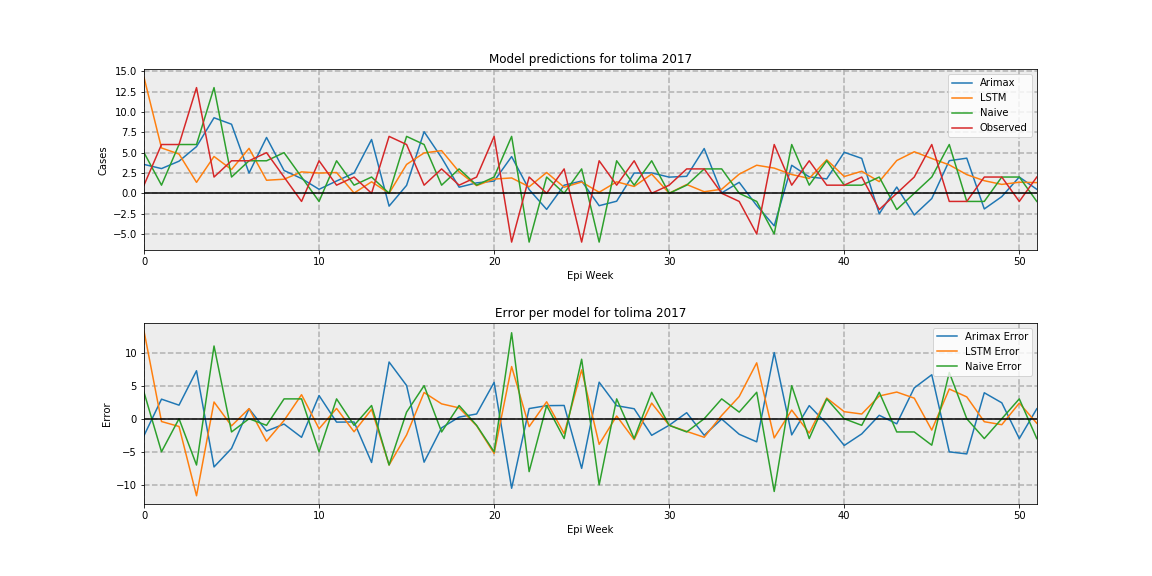 Model predictions for tolima 2017
15.0
12.5
10.0
7.5
5.0
2.5
0.0
−2.5
−5.0
Cases
Arimax
LSTM
Naive
Observed
0 10 20 30 40 50
Epi Week
Error per model for tolima 2017
10
5
0
−5
−10
Error
Arimax Error
LSTM Error
Naive Error
0 10 20 30 40 50
Epi Week